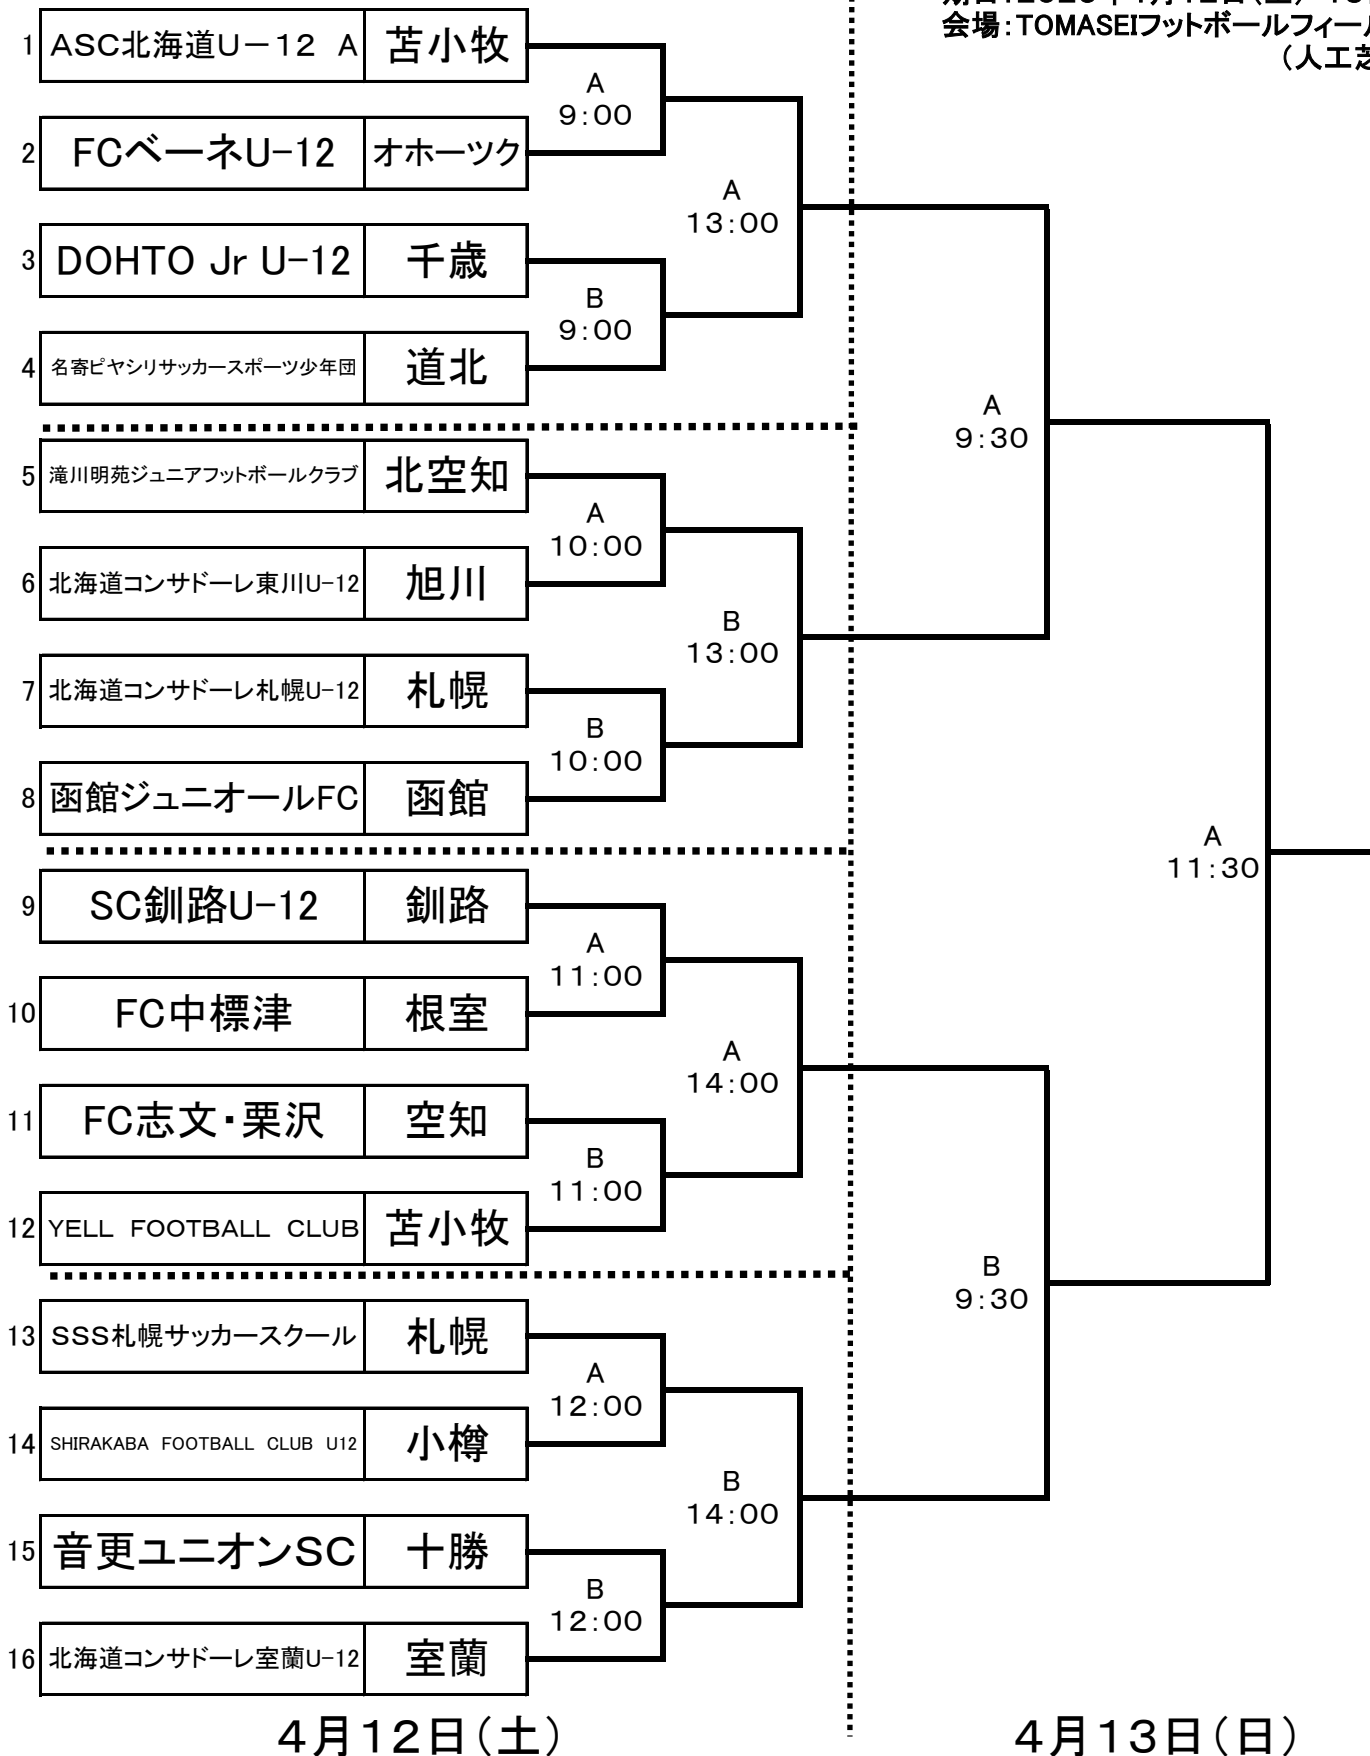 会場：TOMASEIフットボールフィール
（人工芝
1 ASC北海道U－12 A 苫小牧
A
9：00
2 FCベーネU-12 オホーツク
A
13：00
3 DOHTO Jr U-12 千歳
B
9：00
4 名寄ピヤシリサッカースポーツ少年団 道北
A
9：30
5 滝川明苑ジュニアフットボールクラブ 北空知
A
10：00
6 北海道コンサドーレ東川U-12 旭川
B
13：00
7 北海道コンサドーレ札幌U-12 札幌
B
10：00
8 函館ジュニオールFC 函館
A
11：30
9 SC釧路U-12 釧路
A
11：00
10 FC中標津 根室
A
14：00
11 FC志文・栗沢 空知
B
11：00
12 YELL FOOTBALL CLUB 苫小牧
B
9：30
13 SSS札幌サッカースクール 札幌
A
12：00
14 SHIRAKABA FOOTBALL CLUB U12 小樽
B
14：00
15 音更ユニオンSC 十勝
B
12：00
16 北海道コンサドーレ室蘭U-12 室蘭
4月12日（土） 4月13日（日）